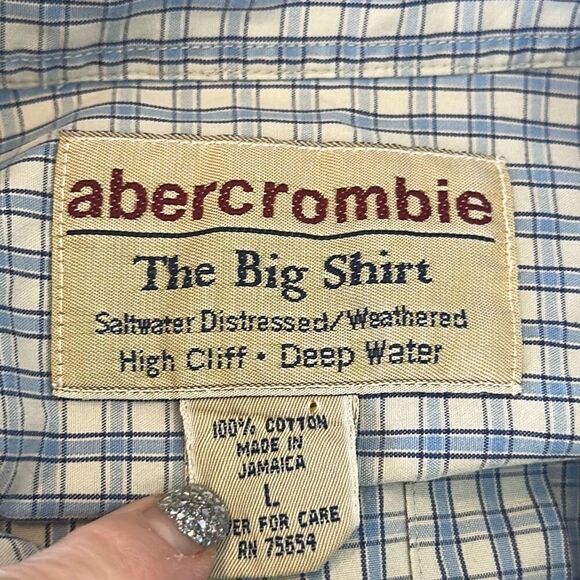 abercrombie
The Big Shirt
Saltwater Distressed/Weathered
High Cliff • Deep Water
100% COTTON
MADE IN
JAMAICA
L
FOR CARE
RN 75654